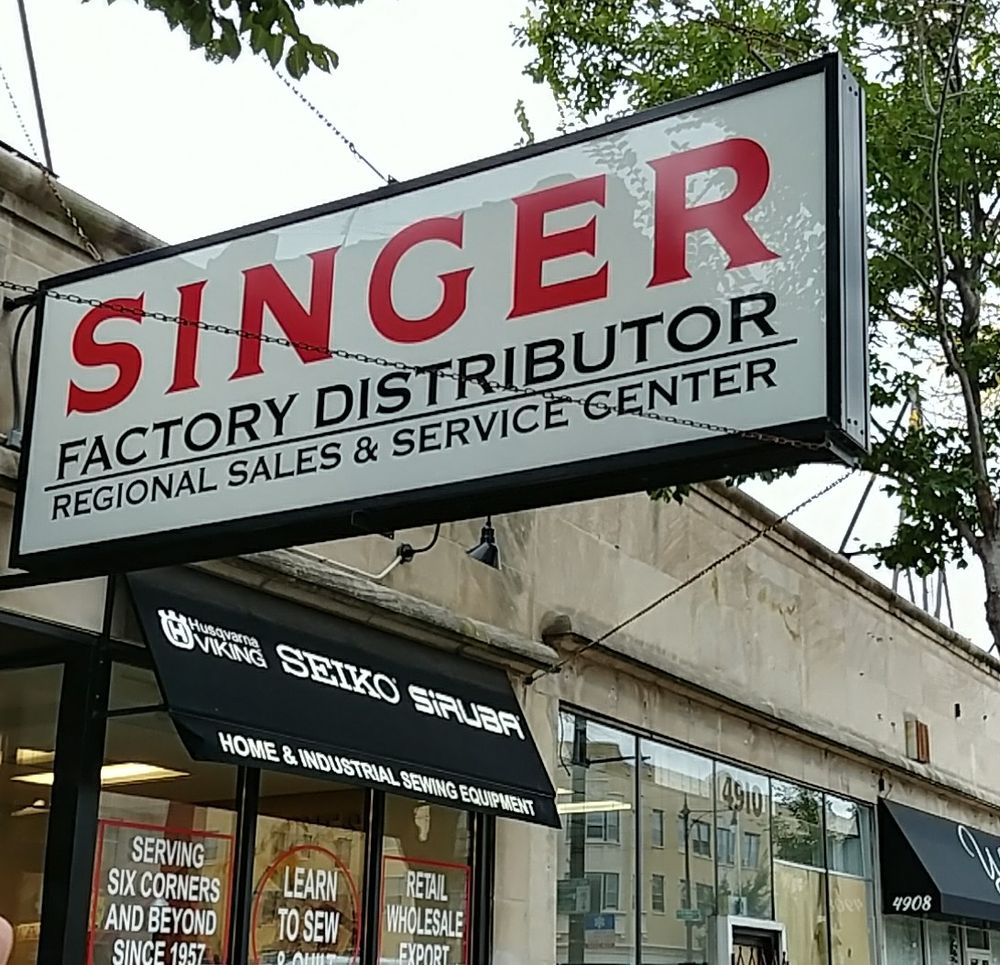 SINGER
FACTORY DISTRIBUTOR
REGIONAL SALES & SERVICE CENTER
Husqvarna
VIKING
SEIKO
SiRUBA
HOME & INDUSTRIAL SEWING EQUIPMENT
SERVING
SIX CORNERS
AND BEYOND
SINCE 1957
LEARN
TO SEW
& QUILT
RETAIL
WHOLESALE
EXPORT
4910
4908